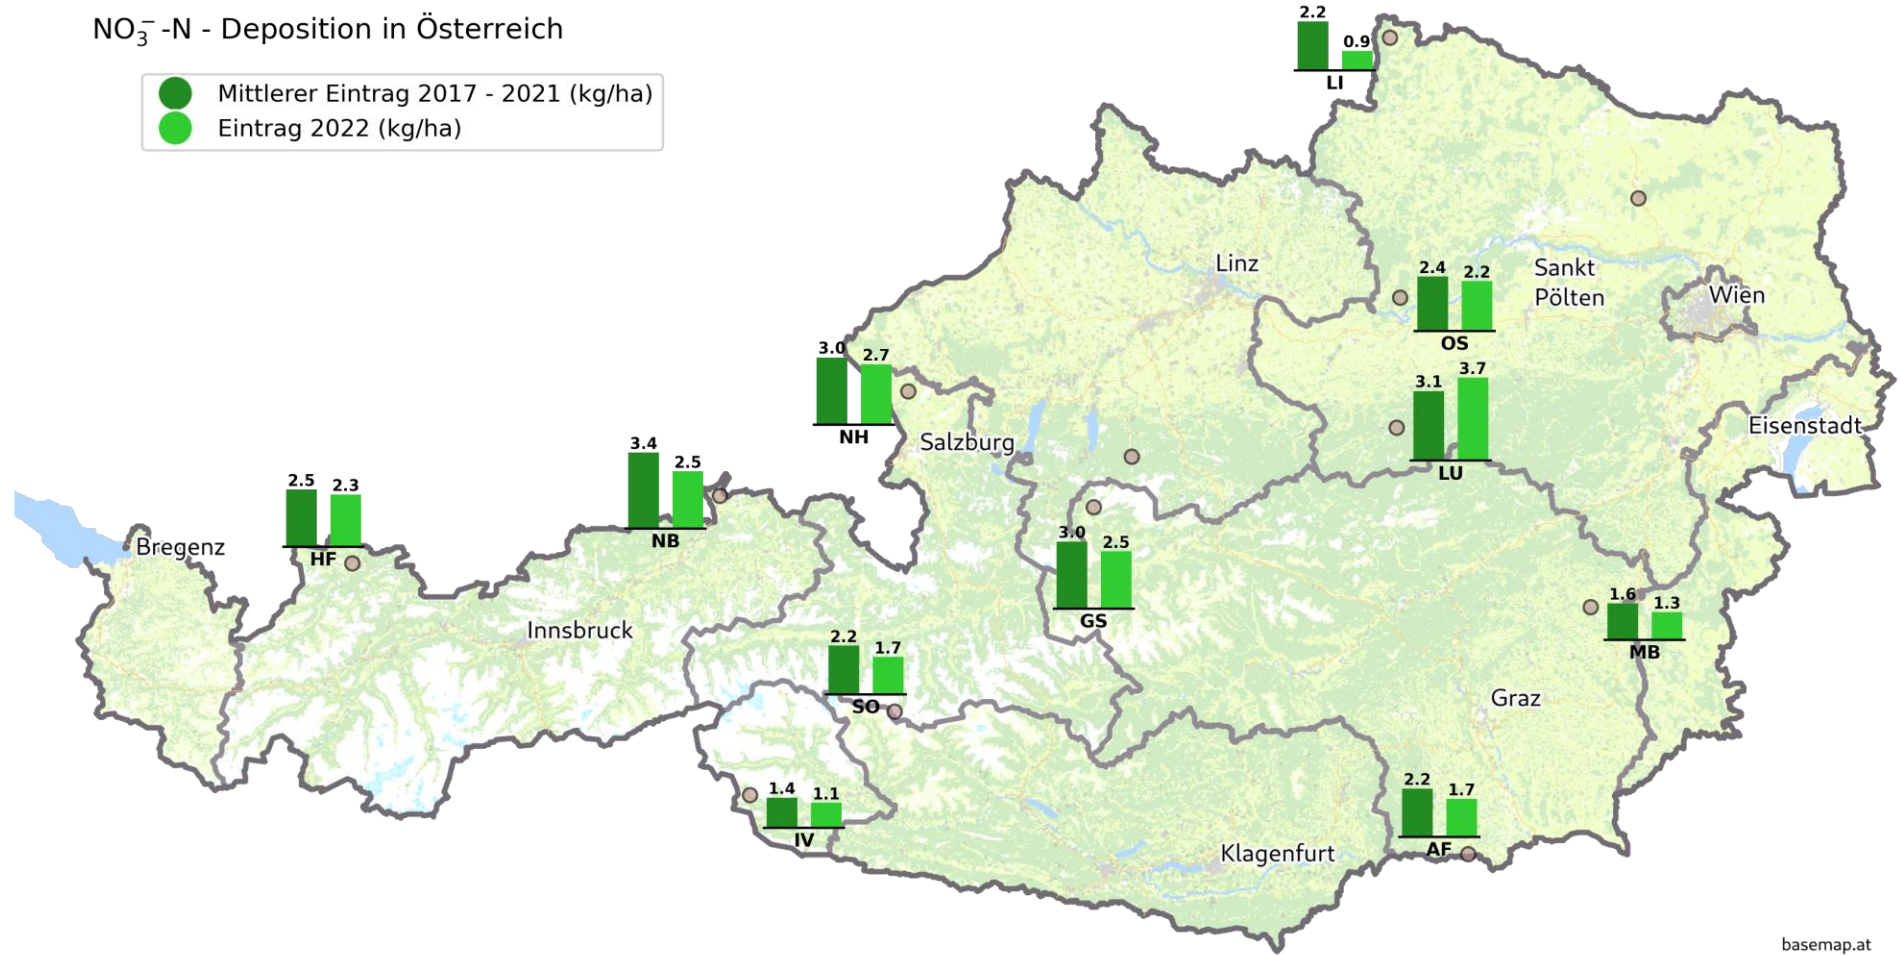 NO₃⁻-N - Deposition in Österreich
Mittlerer Eintrag 2017 - 2021 (kg/ha)
Eintrag 2022 (kg/ha)
2.2
0.9
LI
Linz
2.4
2.2
OS
Sankt
Pölten
Wien
3.0
2.7
NH
3.1
3.7
LU
Salzburg
Eisenstadt
3.4
2.5
NB
2.5
2.3
HF
Bregenz
3.0
2.5
GS
Innsbruck
1.6
1.3
MB
2.2
1.7
SO
Graz
1.4
1.1
IV
2.2
1.7
AF
Klagenfurt
basemap.at